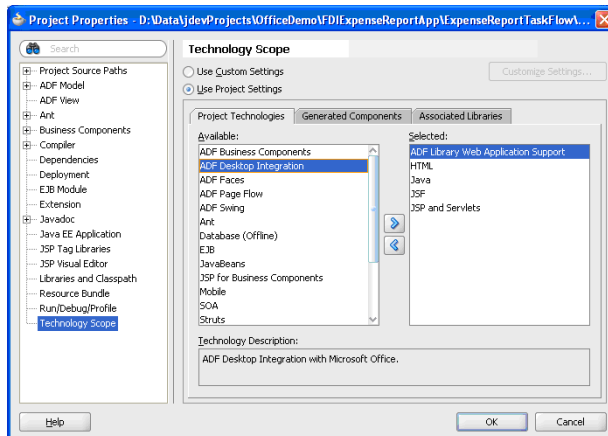 Project Properties - D:\Data\jdevProjects\OfficeDemo\FDIExpenseReportApp\ExpenseReportTaskFlow\...
Search
Project Source Paths
ADF Model
ADF View
Ant
Business Components
Compiler
Dependencies
Deployment
EJB Module
Extension
Javadoc
Java EE Application
JSP Tag Libraries
JSP Visual Editor
Libraries and Classpath
Resource Bundle
Run/Debug/Profile
Technology Scope
Technology Scope
Use Custom Settings
Customize Settings...
Use Project Settings
Project Technologies
Generated Components
Associated Libraries
Available:
ADF Business Components
ADF Desktop Integration
ADF Faces
ADF Page Flow
ADF Swing
Ant
Database (Offline)
EJB
JavaBeans
JSP for Business Components
Mobile
SOA
Struts
Selected:
ADF Library Web Application Support
HTML
Java
JSF
JSP and Servlets
Technology Description:
ADF Desktop Integration with Microsoft Office.
Help
OK
Cancel